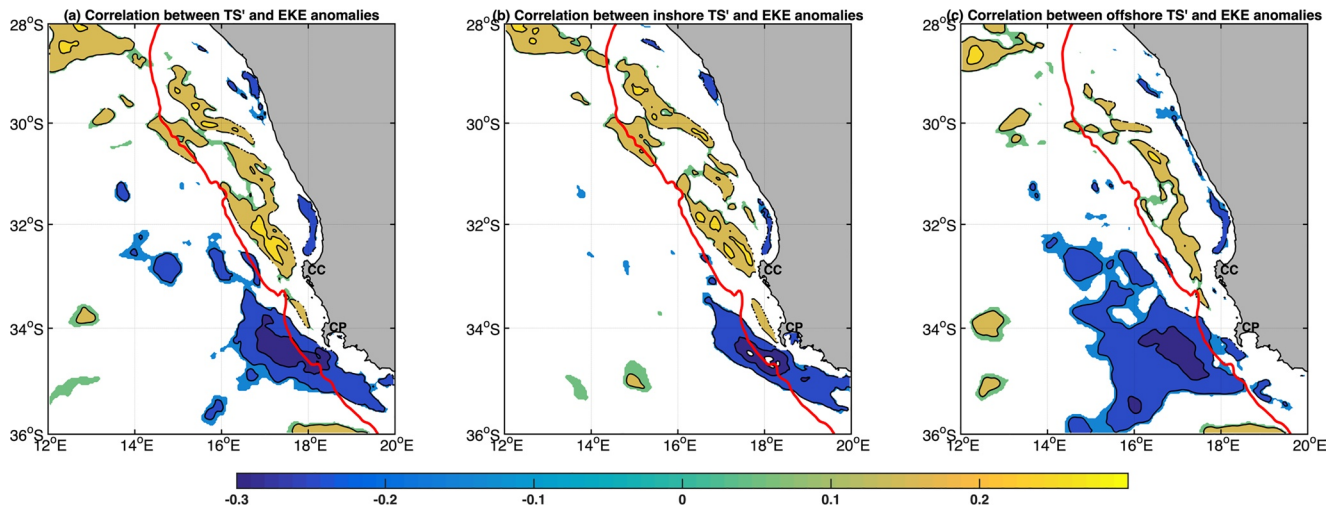 (a) Correlation between TS' and EKE anomalies
(b) Correlation between inshore TS' and EKE anomalies
(c) Correlation between offshore TS' and EKE anomalies
28°S
30°S
32°S
34°S
36°S
12°E
14°E
16°E
18°E
20°E
CC
CP
28°S
30°S
32°S
34°S
36°S
12°E
14°E
16°E
18°E
20°E
CC
CP
28°S
30°S
32°S
34°S
36°S
12°E
14°E
16°E
18°E
20°E
CC
CP
-0.3
-0.2
-0.1
0
0.1
0.2